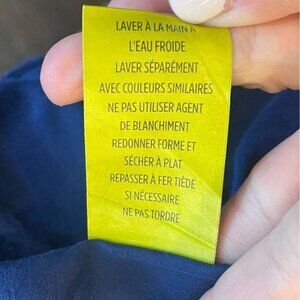 LAVER À LA MAIN À
L'EAU FROIDE
LAVER SÉPARÉMENT
AVEC COULEURS SIMILAIRES
NE PAS UTILISER AGENT
DE BLANCHIMENT
REDONNER FORME ET
SÉCHER À PLAT
REPASSER À FER TIÈDE
SI NÉCESSAIRE
NE PAS TORDRE